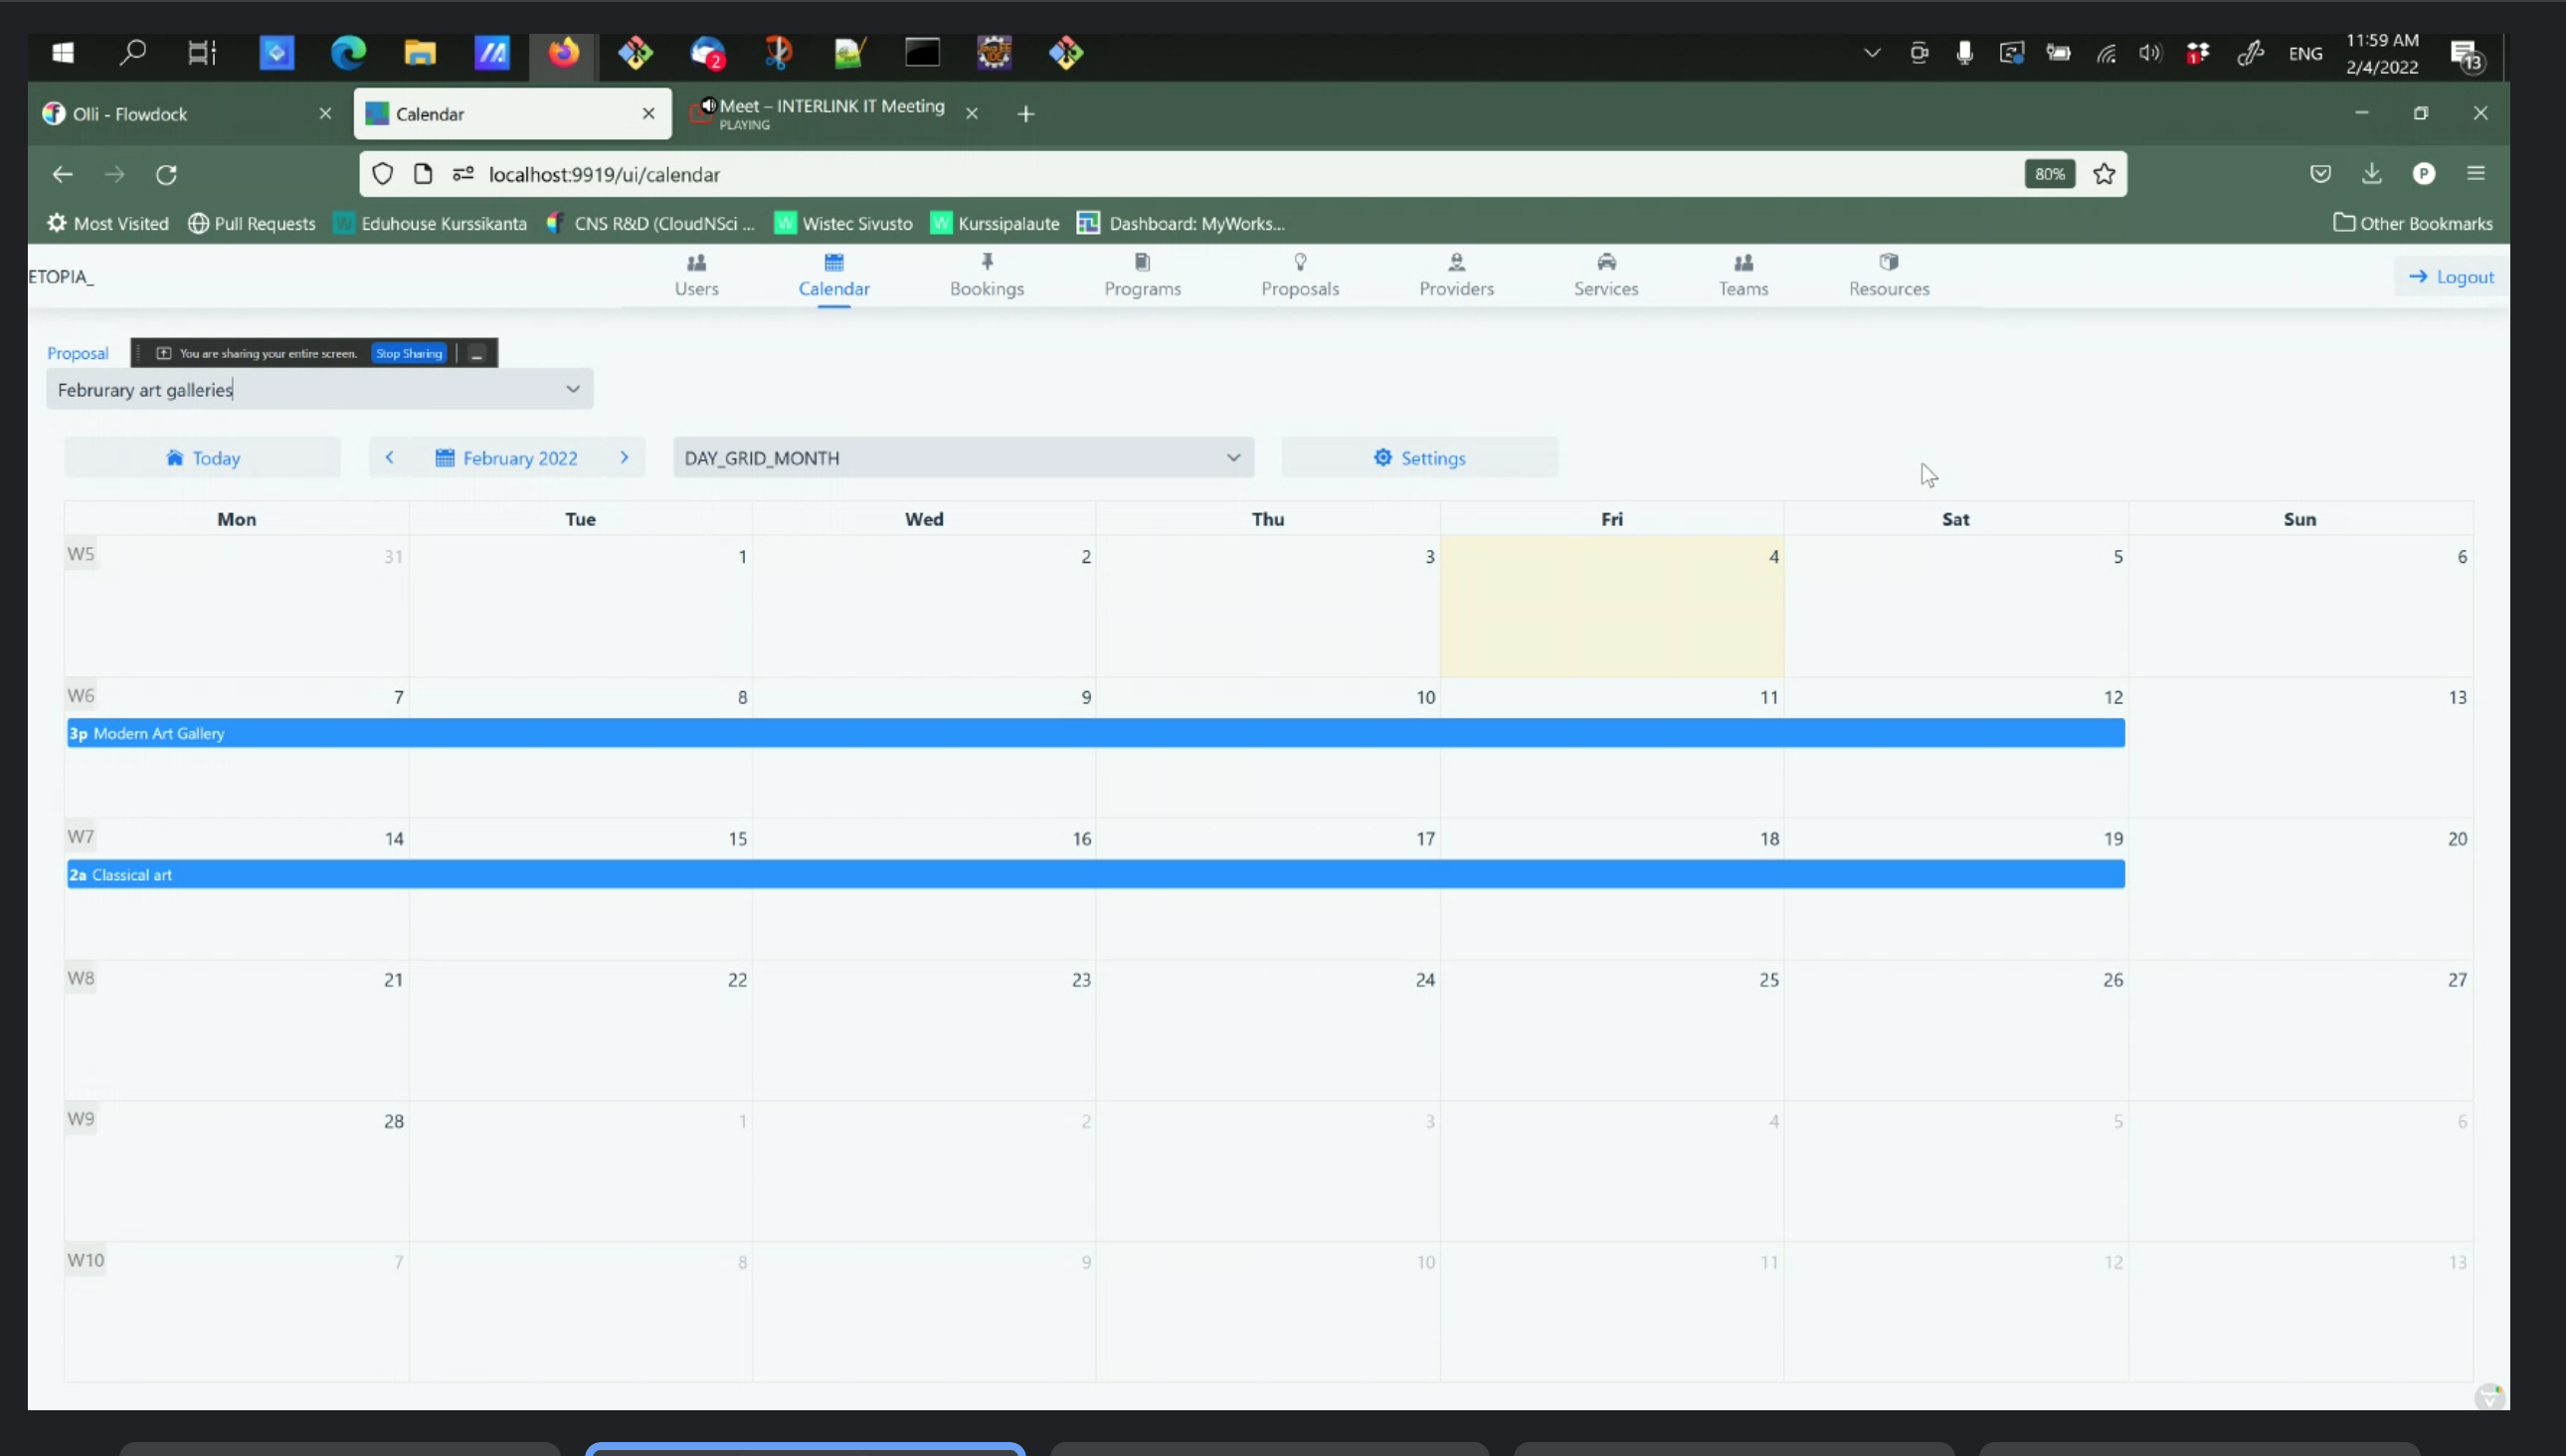 11:59 AM
ENG
2/4/2022
13
2
1
Olli - Flowdock
Calendar
Meet – INTERLINK IT Meeting
PLAYING
localhost:9919/ui/calendar
80%
P
Most Visited Pull Requests Eduhouse Kurssikanta CNS R&D (CloudNSci ... Wistec Sivusto Kurssipalaute Dashboard: MyWorks... Other Bookmarks
ETOPIA_
Users Calendar Bookings Programs Proposals Providers Services Teams Resources
Logout
Proposal
You are sharing your entire screen. Stop Sharing
Februrary art galleries
Today February 2022 DAY_GRID_MONTH Settings
Mon Tue Wed Thu Fri Sat Sun
W5 31 1 2 3 4 5 6
W6 7 8 9 10 11 12 13
3p Modern Art Gallery
W7 14 15 16 17 18 19 20
2a Classical art
W8 21 22 23 24 25 26 27
W9 28 1 2 3 4 5 6
W10 7 8 9 10 11 12 13